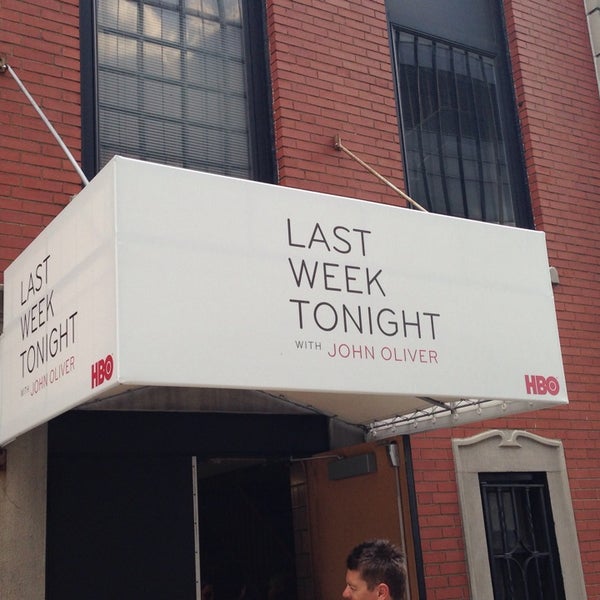 LAST
WEEK
TONIGHT
WITH JOHN OLIVER
HBO
LAST
WEEK
TONIGHT
WITH JOHN OLIVER
HBO